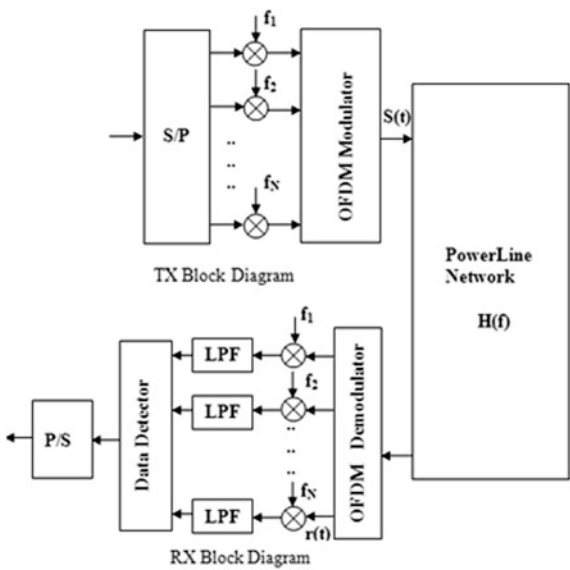 f1
f2
S/P
..
.
.
fN
OFDM Modulator
S(t)
TX Block Diagram
PowerLine
Network
H(f)
f1
LPF
f2
LPF
..
.
.
fN
LPF
r(t)
OFDM Demodulator
Data Detector
P/S
RX Block Diagram